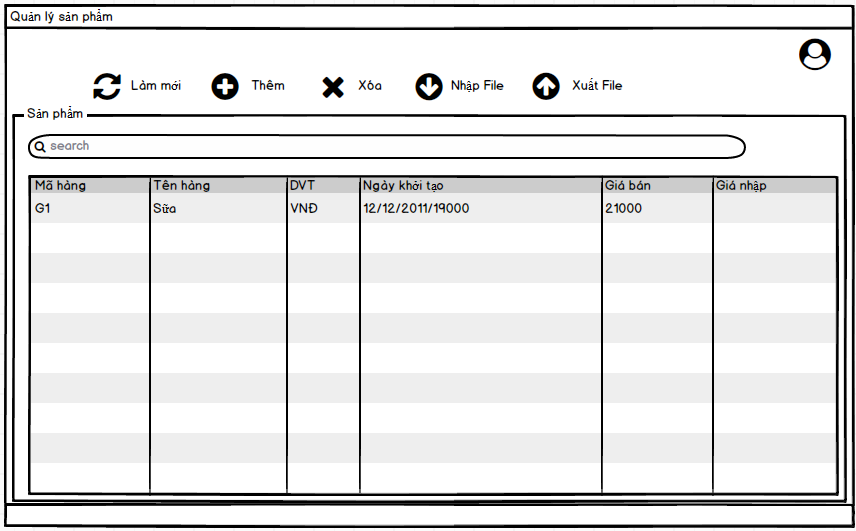 Quản lý sản phẩm
Làm mới Thêm Xóa Nhập File Xuất File
Sản phẩm
search
Mã hàng Tên hàng DVT Ngày khởi tạo Giá bán Giá nhập
G1 Sữa VNĐ 12/12/2011/19000 21000